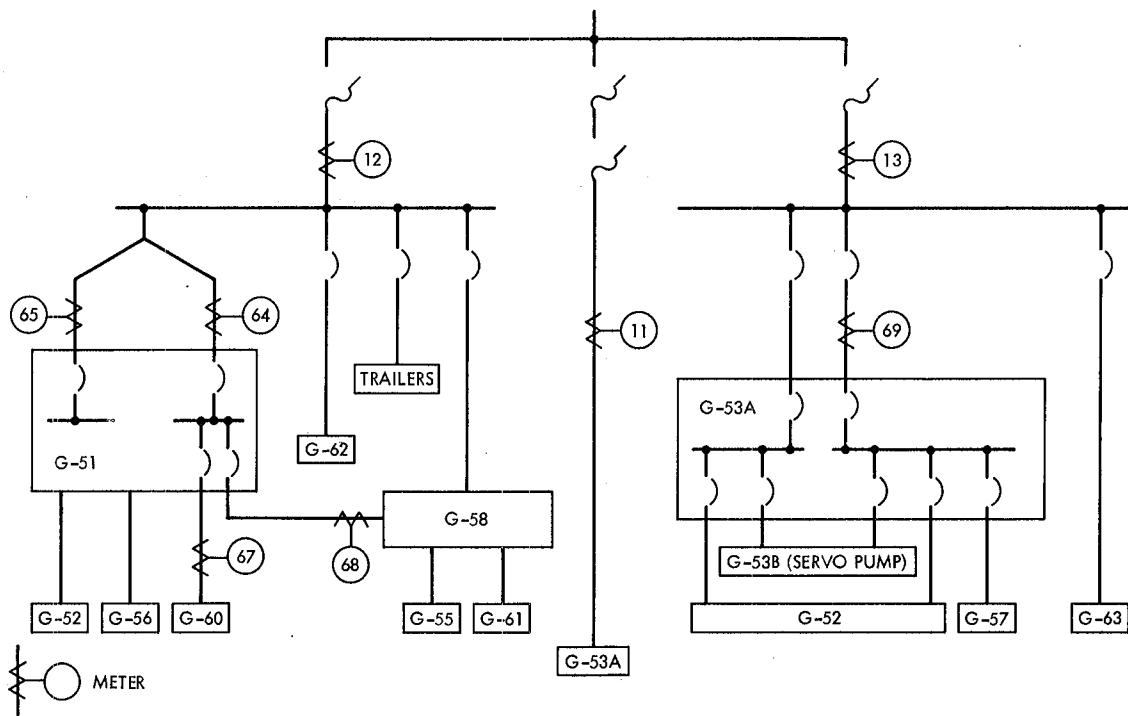 12
13
65
64
11
69
TRAILERS
G-53A
G-51
G-62
G-58
67
68
G-53B (SERVO PUMP)
G-52
G-56
G-60
G-55
G-61
G-52
G-57
G-63
G-53A
METER